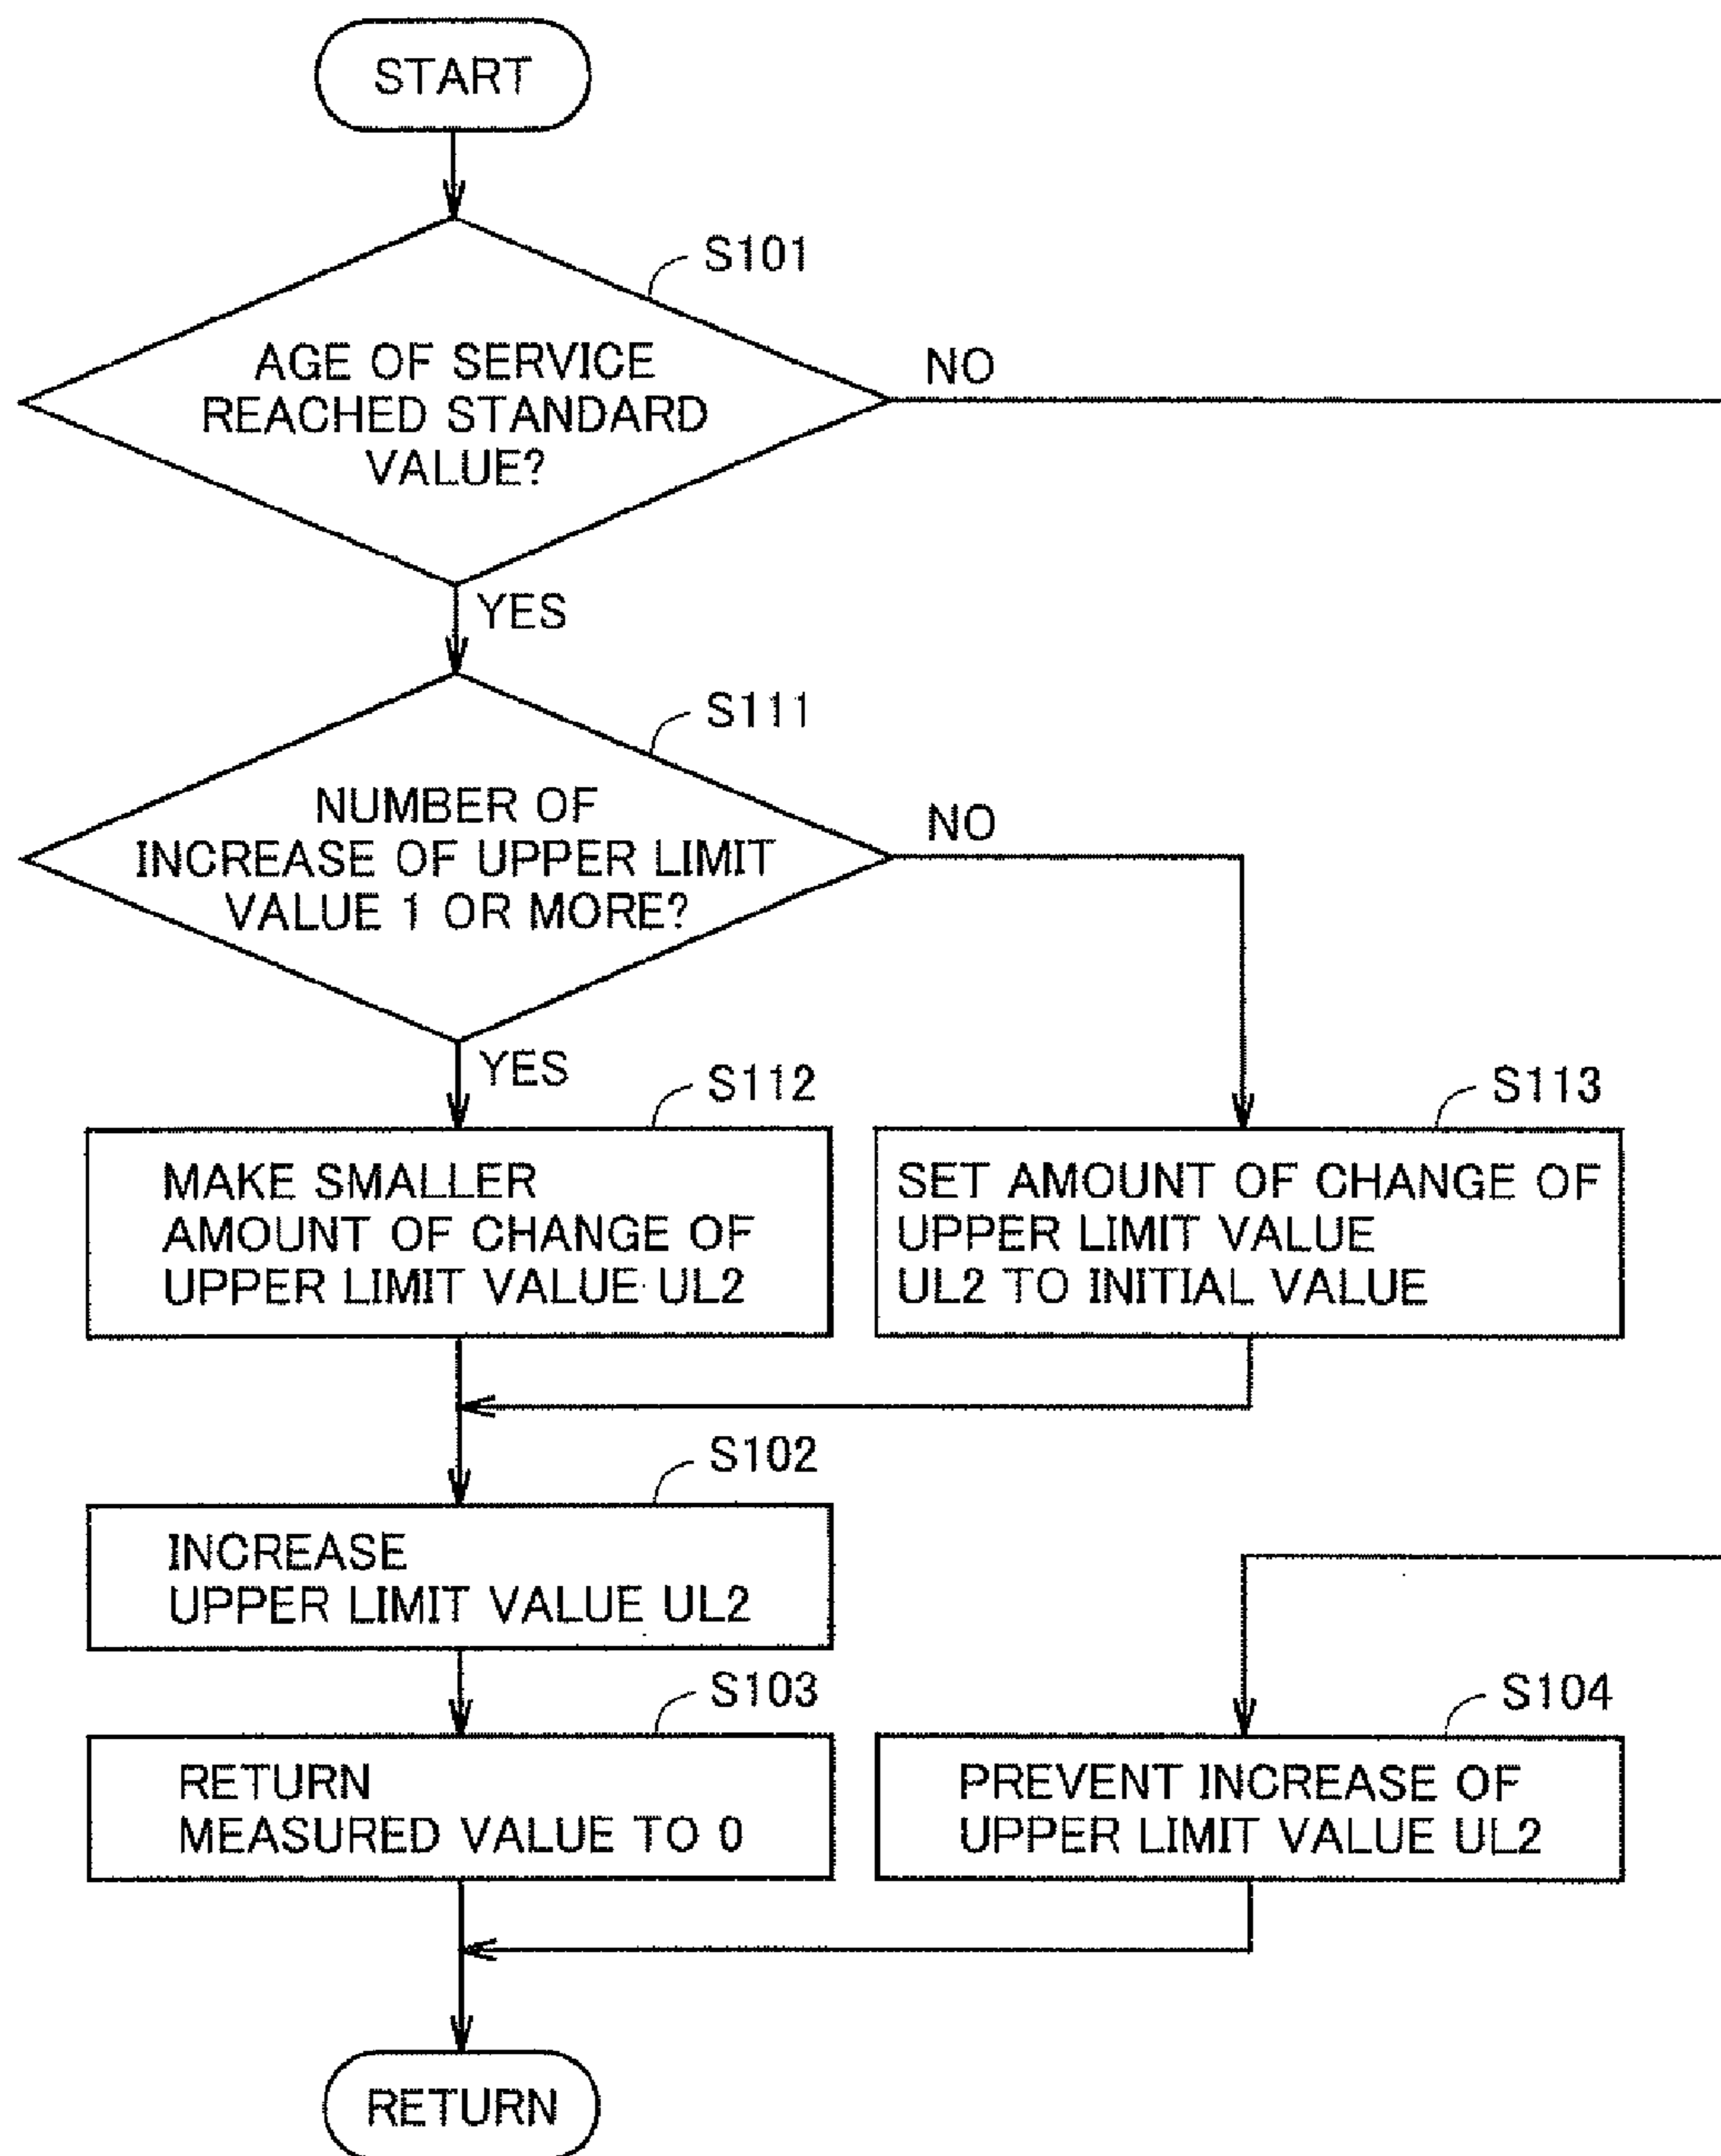 START
S101
AGE OF SERVICE
REACHED STANDARD
VALUE?
NO
YES
S111
NUMBER OF
INCREASE OF UPPER LIMIT
VALUE 1 OR MORE?
NO
YES
S112
MAKE SMALLER
AMOUNT OF CHANGE OF
UPPER LIMIT VALUE UL2
S113
SET AMOUNT OF CHANGE OF
UPPER LIMIT VALUE
UL2 TO INITIAL VALUE
S102
INCREASE
UPPER LIMIT VALUE UL2
S103
RETURN
MEASURED VALUE TO 0
S104
PREVENT INCREASE OF
UPPER LIMIT VALUE UL2
RETURN